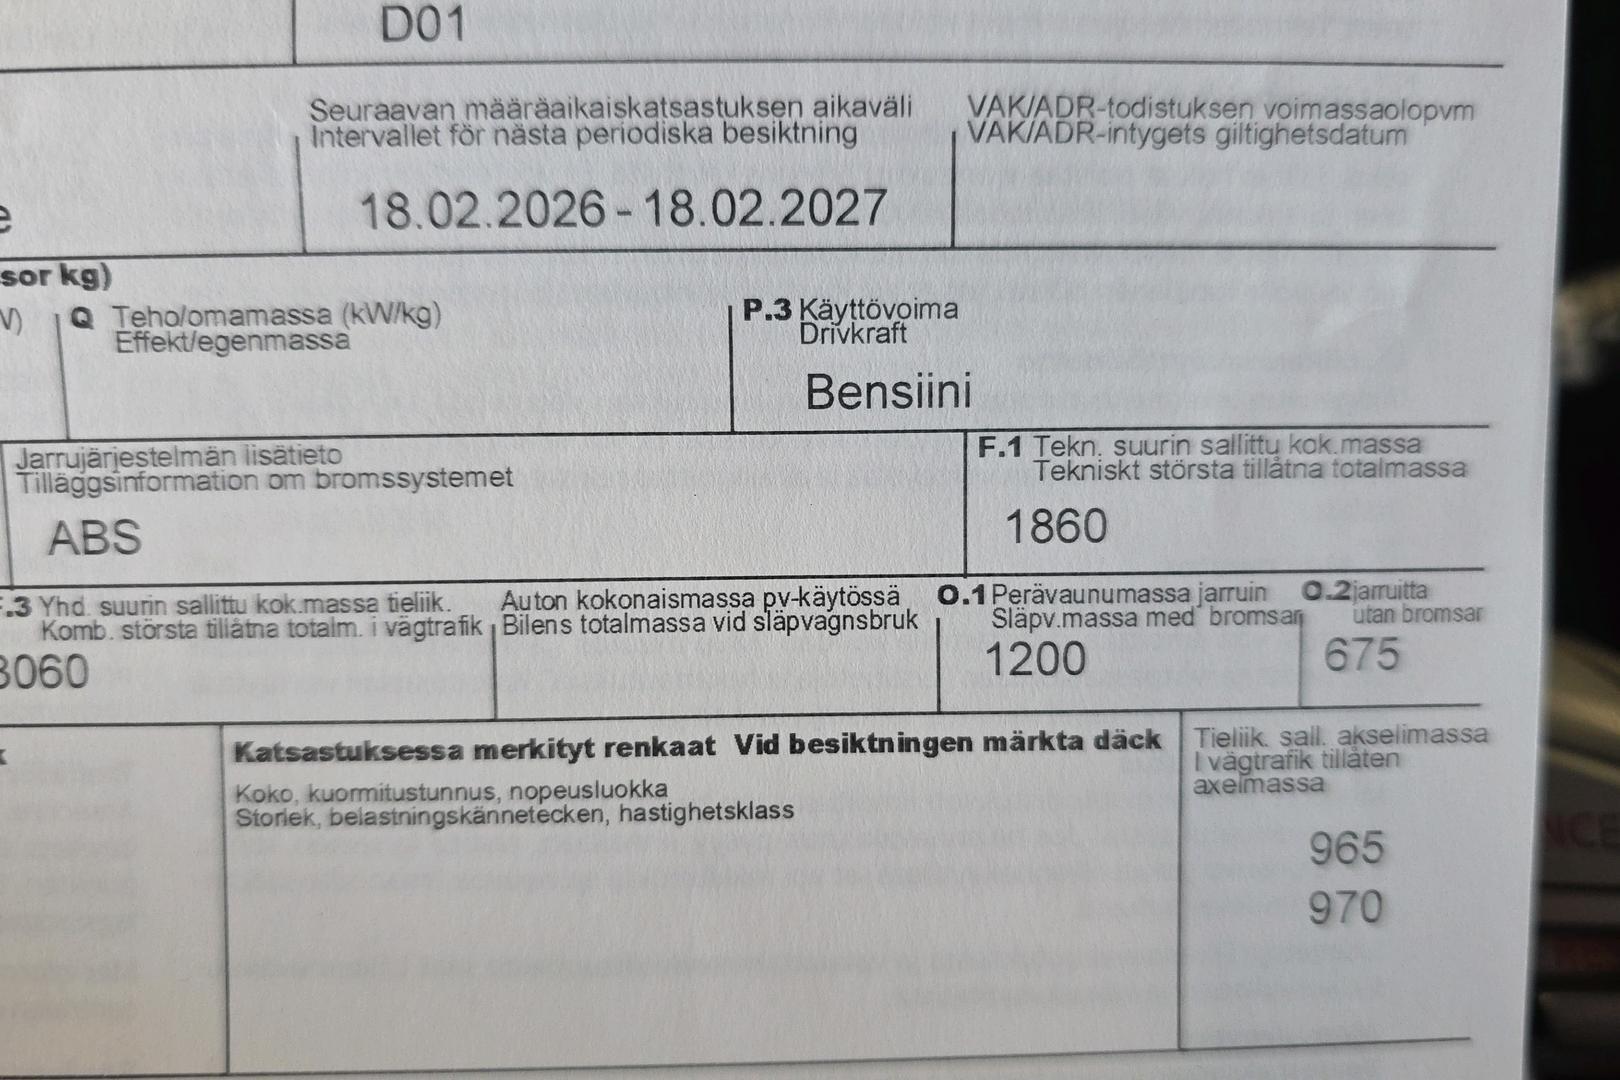 D01
Seuraavan määräaikaiskatsastuksen aikaväli
Intervallet för nästa periodiska besiktning
18.02.2026 - 18.02.2027
VAK/ADR-todistuksen voimassaolopvm
VAK/ADR-intygets giltighetsdatum
sor kg)
V)
Q Teho/omamassa (kW/kg)
Effekt/egenmassa
P.3 Käyttövoima
Drivkraft
Bensiini
Jarrujärjestelmän lisätieto
Tilläggsinformation om bromssystemet
ABS
F.1 Tekn. suurin sallittu kok.massa
Tekniskt största tillåtna totalmassa
1860
.3 Yhd. suurin sallittu kok.massa tieliik.
Komb. största tillåtna totalm. i vägtrafik
3060
Auton kokonaismassa pv-käytössä
Bilens totalmassa vid släpvagnsbruk
O.1 Perävaunumassa jarruin
Släpv.massa med bromsar
1200
O.2 jarruitta
utan bromsar
675
Katsastuksessa merkityt renkaat Vid besiktningen märkta däck
Koko, kuormitustunnus, nopeusluokka
Storlek, belastningskännetecken, hastighetsklass
Tieliik. sall. akselimassa
I vägtrafik tillåten
axelmassa
965
970